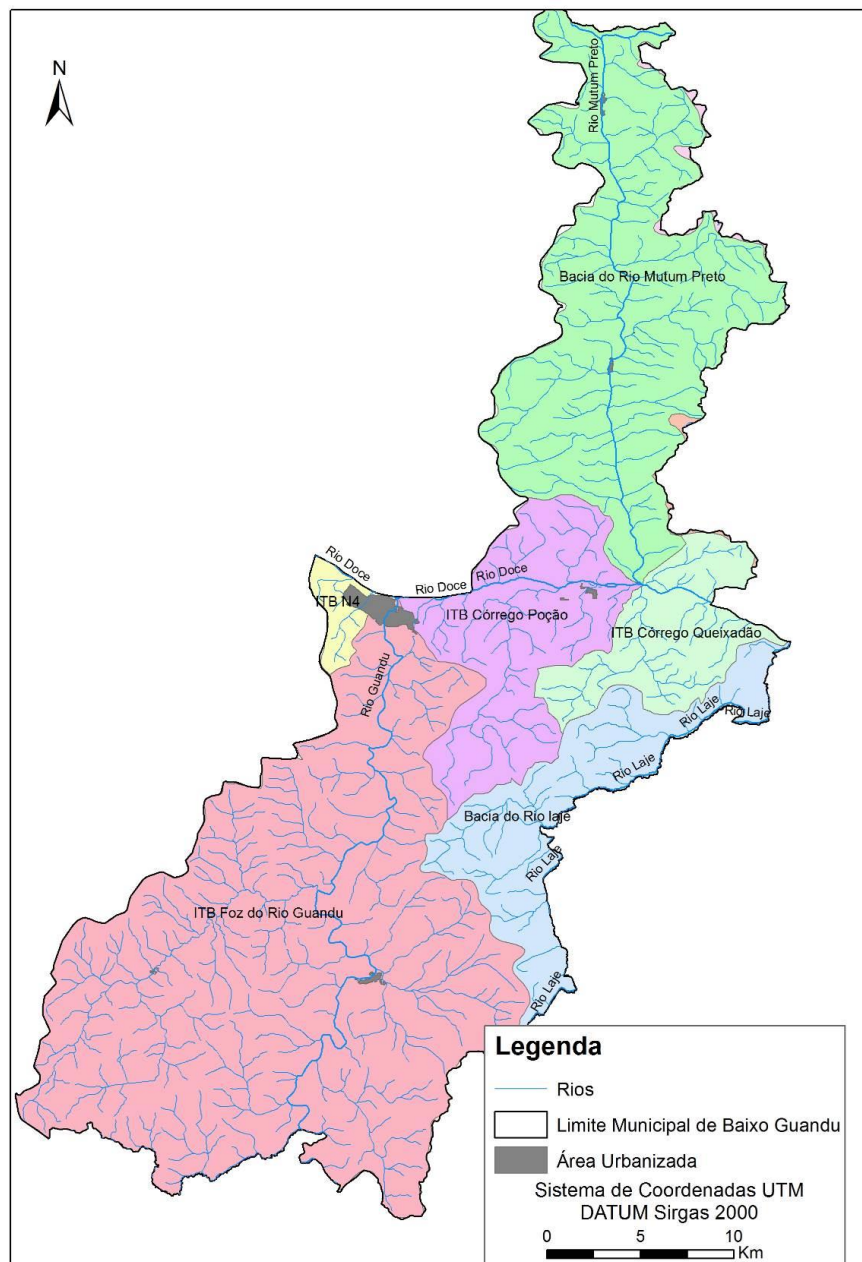 N
Rio Mutum Preto
Bacia do Rio Mutum Preto
Rio Doce
Rio Doce
Rio Doce
ITB N4
ITB Córrego Poção
ITB Córrego Queixadão
Rio Guandu
Rio Laje
Rio Laje
Rio Laje
Bacia do Rio laje
Rio Laje
ITB Foz do Rio Guandu
Rio Laje
Legenda
Rios
Limite Municipal de Baixo Guandu
Área Urbanizada
Sistema de Coordenadas UTM
DATUM Sirgas 2000
0 5 10
Km